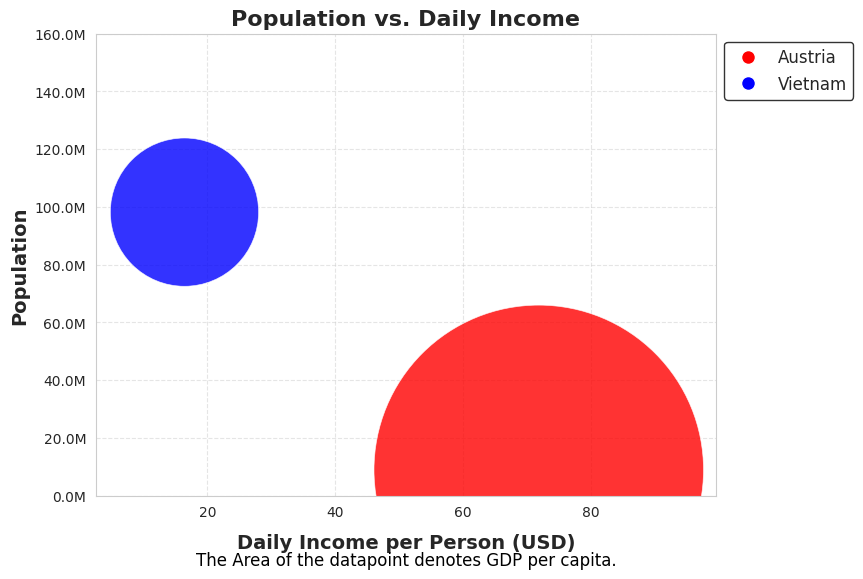 Population vs. Daily Income
160.0M
140.0M
120.0M
100.0M
80.0M
60.0M
40.0M
20.0M
0.0M
Population
20 40 60 80
Daily Income per Person (USD)
The Area of the datapoint denotes GDP per capita.
Austria
Vietnam